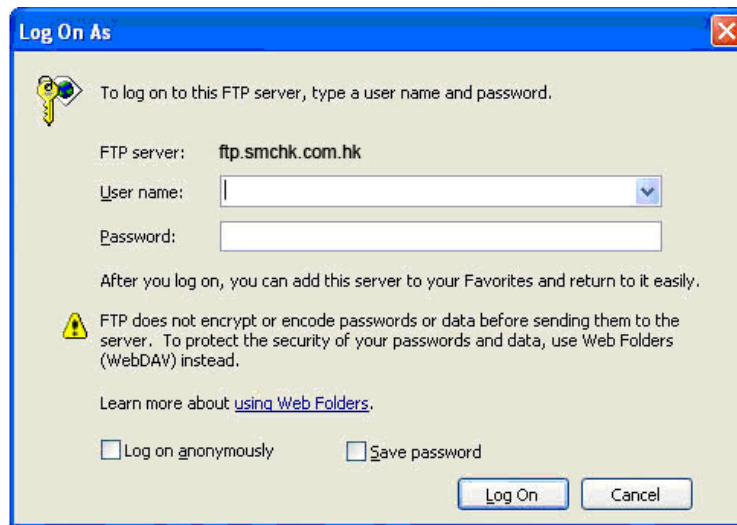 Log On As
To log on to this FTP server, type a user name and password.
FTP server: ftp.smchk.com.hk
User name:
Password:
After you log on, you can add this server to your Favorites and return to it easily.
FTP does not encrypt or encode passwords or data before sending them to the
server. To protect the security of your passwords and data, use Web Folders
(WebDAV) instead.
Learn more about using Web Folders.
Log on anonymously Save password
Log On Cancel